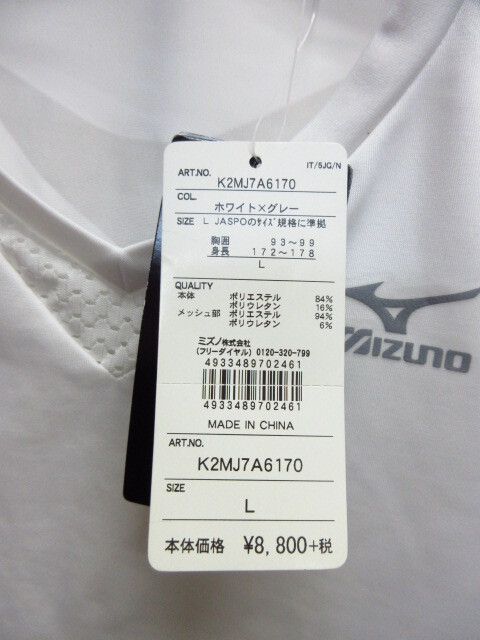 IT/5JG/N
ART.NO.
K2MJ7A6170
COL.
ホワイト×グレー
SIZE L JASPOのｻｲｽﾞ規格に準拠
胸囲 93～99
身長 172～178
L
QUALITY
本体 ポリエステル 84%
ポリウレタン 16%
メッシュ部 ポリエステル 94%
ポリウレタン 6%
ミズノ株式会社
(フリーダイヤル) 0120-320-799
4933489702461
4933489702461
MADE IN CHINA
ART.NO.
K2MJ7A6170
SIZE
L
本体価格 ¥8,800+税
MIZUNO